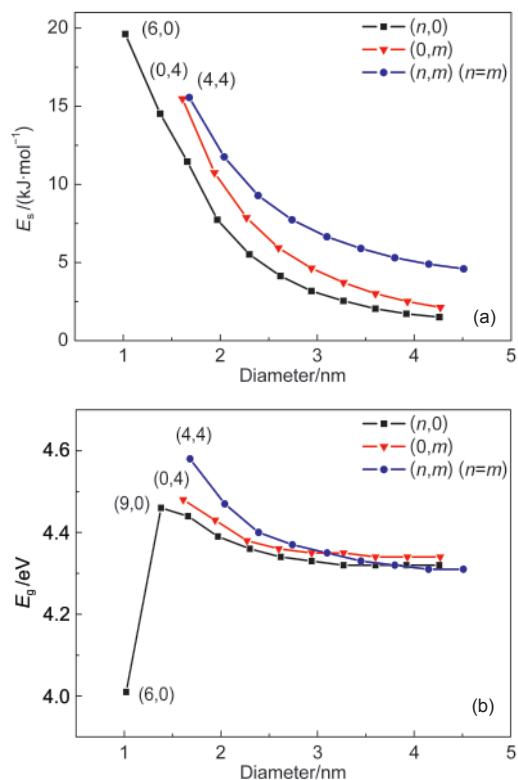 20
15
10
5
0
E_s/(kJ·mol⁻¹)
(6,0)
(0,4)
(4,4)
(n,0)
(0,m)
(n,m) (n=m)
(a)
1 2 3 4 5
Diameter/nm
4.6
4.4
4.2
4.0
E_g/eV
(4,4)
(0,4)
(9,0)
(6,0)
(n,0)
(0,m)
(n,m) (n=m)
(b)
1 2 3 4 5
Diameter/nm